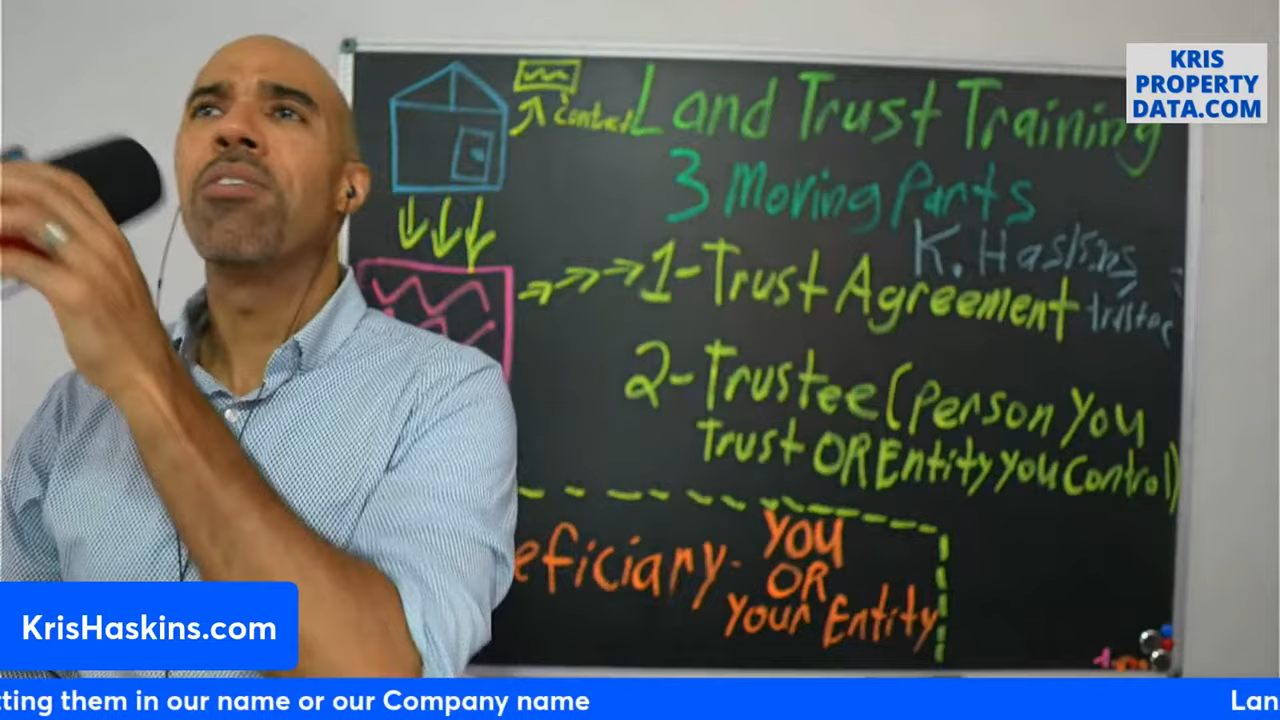 KRIS
PROPERTY
DATA.COM
Land Trust Training
3 Moving Parts
K. Haskins
trustee
1-Trust Agreement
2-Trustee (Person You
Trust OR Entity You Control)
eficiary- YOU
OR
Your Entity
KrisHaskins.com
tting them in our name or our Company name
Lan